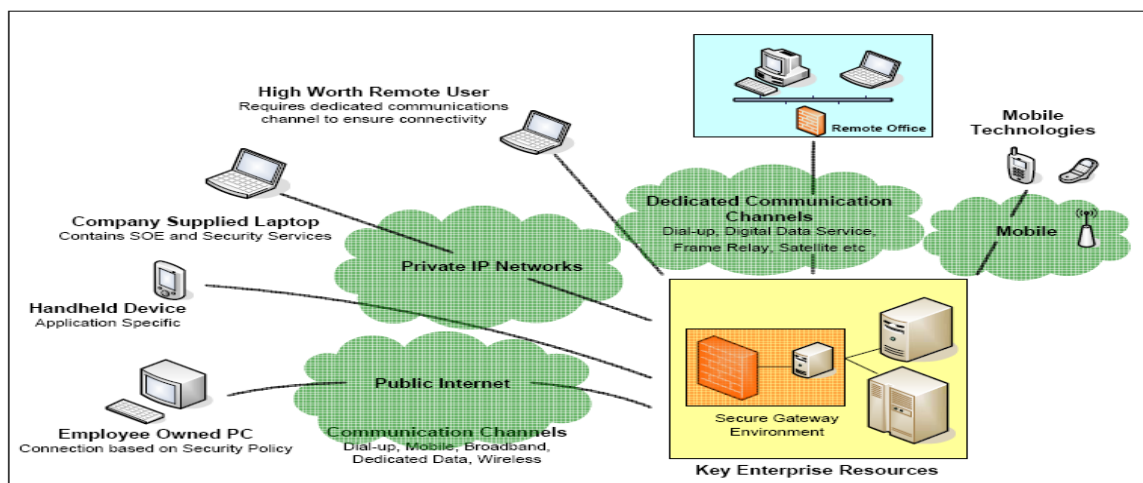 High Worth Remote User
Requires dedicated communications
channel to ensure connectivity
Remote Office
Mobile
Technologies
Company Supplied Laptop
Contains SOE and Security Services
Dedicated Communication
Channels
Dial-up, Digital Data Service,
Frame Relay, Satellite etc
Mobile
Private IP Networks
Handheld Device
Application Specific
Public Internet
Employee Owned PC
Connection based on Security Policy
Communication Channels
Dial-up, Mobile, Broadband,
Dedicated Data, Wireless
Secure Gateway
Environment
Key Enterprise Resources